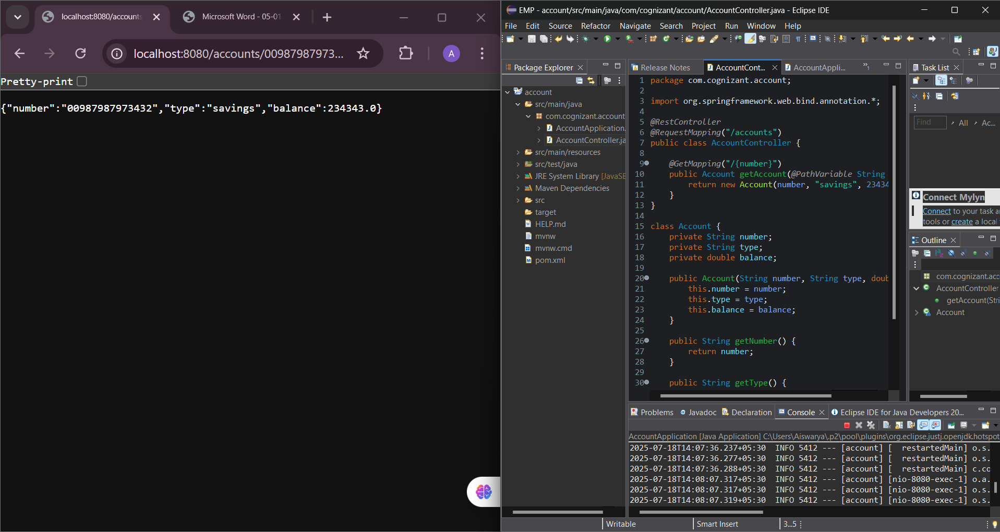 localhost:8080/accounts
Microsoft Word - 05-01
localhost:8080/accounts/00987987973...
A
Pretty-print
{"number":"00987987973432","type":"savings","balance":234343.0}
EMP - account/src/main/java/com/cognizant/account/AccountController.java - Eclipse IDE
File Edit Source Refactor Navigate Search Project Run Window Help
Package Explorer
account
src/main/java
com.cognizant.account
AccountApplication.
AccountController.ja
src/main/resources
src/test/java
JRE System Library [JavaSE
Maven Dependencies
src
target
HELP.md
mvnw
mvnw.cmd
pom.xml
Release Notes
AccountCont...
AccountAppli...
1 package com.cognizant.account;
2
3 import org.springframework.web.bind.annotation.*;
4
5 @RestController
6 @RequestMapping("/accounts")
7 public class AccountController {
8
9 @GetMapping("/{number}")
10 public Account getAccount(@PathVariable String
11 return new Account(number, "savings", 23434
12 }
13 }
14
15 class Account {
16 private String number;
17 private String type;
18 private double balance;
19
20 public Account(String number, String type, doub
21 this.number = number;
22 this.type = type;
23 this.balance = balance;
24 }
25
26 public String getNumber() {
27 return number;
28 }
29
30 public String getType() {
Task List
Find All Ac...
Connect Mylyn
Connect to your task a
tools or create a local
Outline
com.cognizant.acc
AccountController
getAccount(Stri
Account
Problems Javadoc Declaration Console Eclipse IDE for Java Developers 20...
AccountApplication [Java Application] C:\Users\Aiswarya\.p2\pool\plugins\org.eclipse.justj.openjdk.hotspot
2025-07-18T14:07:36.237+05:30 INFO 5412 --- [account] [ restartedMain] o.s.
2025-07-18T14:07:36.277+05:30 INFO 5412 --- [account] [ restartedMain] o.s.
2025-07-18T14:07:36.288+05:30 INFO 5412 --- [account] [ restartedMain] c.co
2025-07-18T14:08:07.317+05:30 INFO 5412 --- [account] [nio-8080-exec-1] o.a.
2025-07-18T14:08:07.317+05:30 INFO 5412 --- [account] [nio-8080-exec-1] o.s.
2025-07-18T14:08:07.319+05:30 INFO 5412 --- [account] [nio-8080-exec-1] o.s.
Writable Smart Insert 3...5